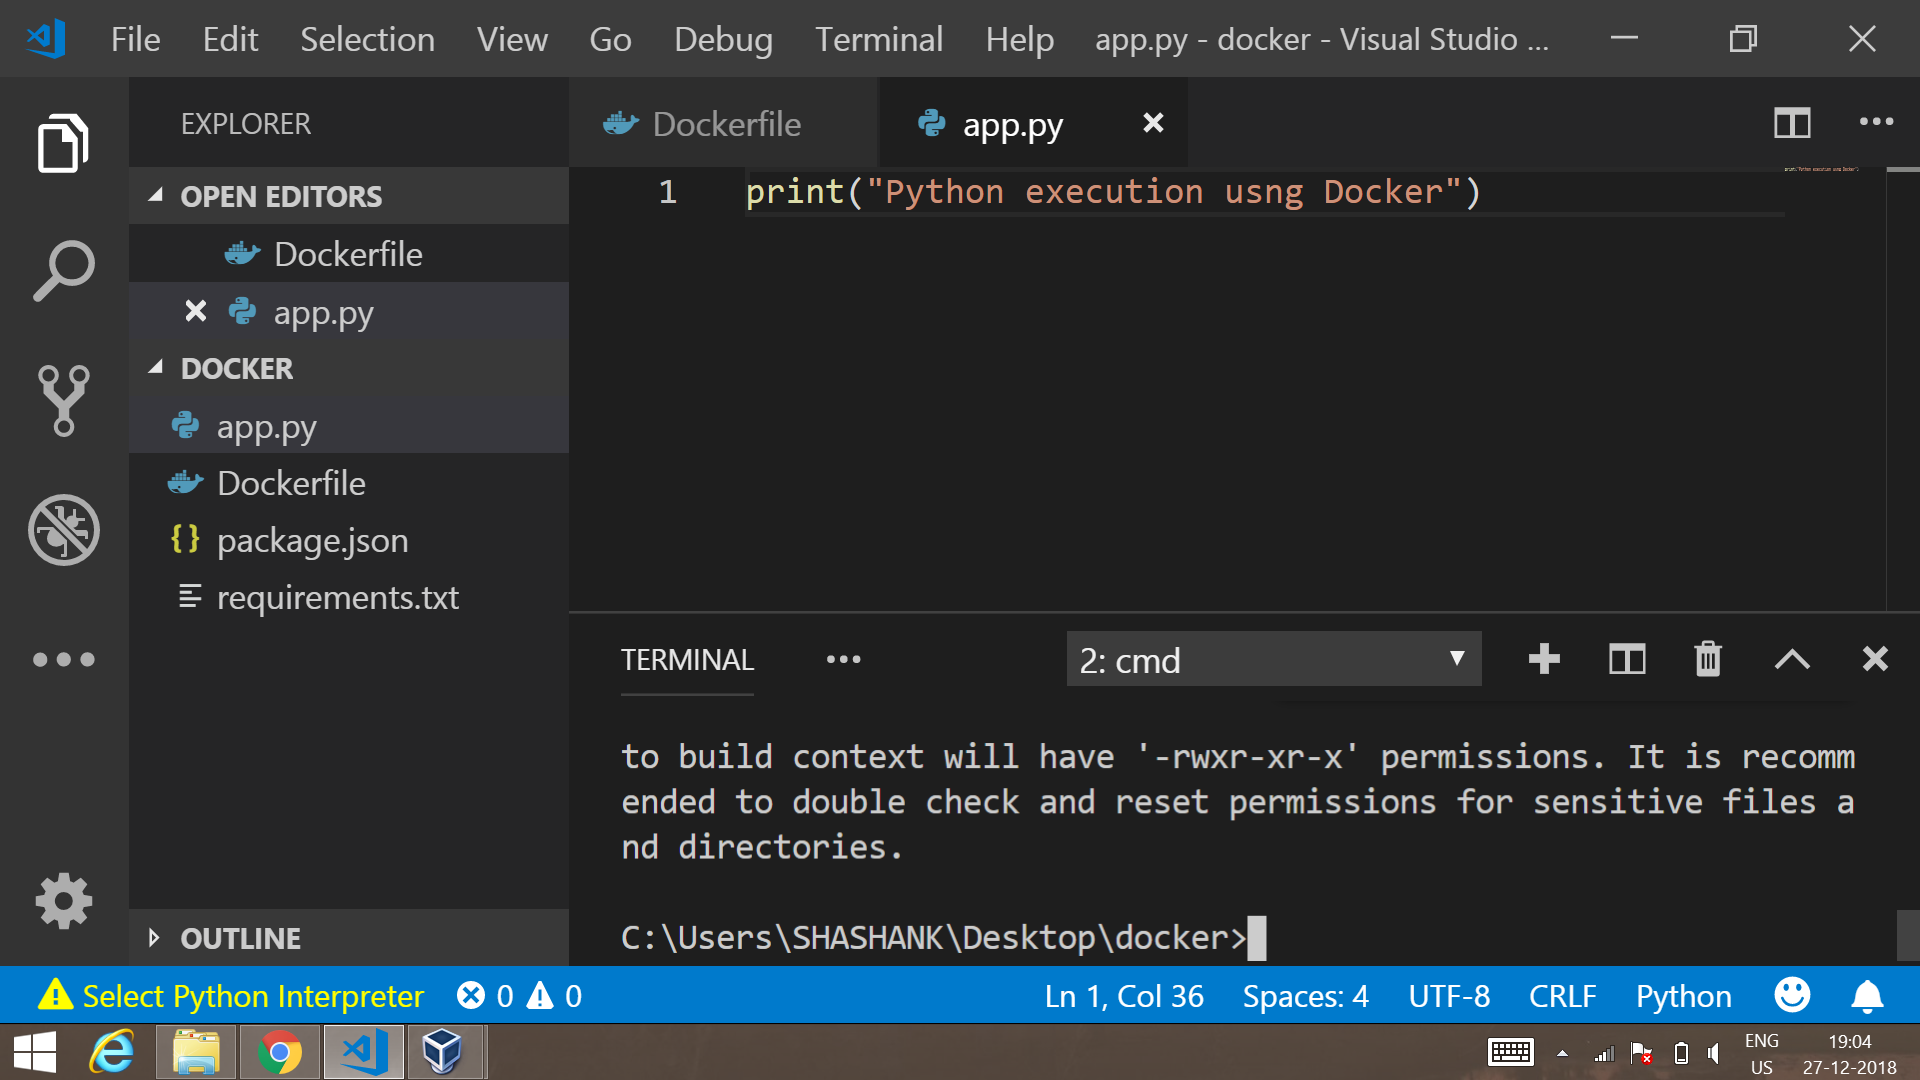 File Edit Selection View Go Debug Terminal Help app.py - docker - Visual Studio ...
EXPLORER
OPEN EDITORS
Dockerfile
app.py
DOCKER
app.py
Dockerfile
package.json
requirements.txt
OUTLINE
Dockerfile app.py
1 print("Python execution usng Docker")
TERMINAL 2: cmd
to build context will have '-rwxr-xr-x' permissions. It is recomm
ended to double check and reset permissions for sensitive files a
nd directories.
C:\Users\SHASHANK\Desktop\docker>
Select Python Interpreter 0 0 Ln 1, Col 36 Spaces: 4 UTF-8 CRLF Python
ENG 19:04
US 27-12-2018